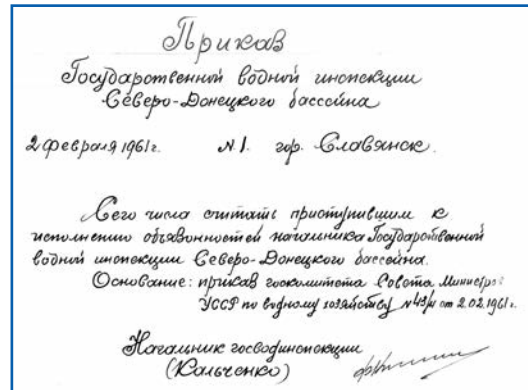 Приказ
Государственной водной инспекции
Северо-Донецкого бассейна
2 февраля 1961г. N 1. гор. Славянск.
Сего числа считать приступившим к
исполнению обязанностей начальника Государственной
водной инспекции Северо-Донецкого бассейна.
Основание: приказ госкомитета Совета Министров
УССР по водному хозяйству от 2.02.1961г.
Начальник госводинспекции
(Кальченко)